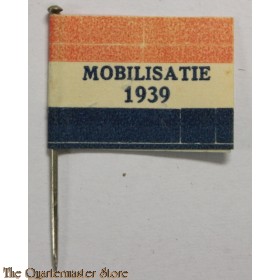 MOBILISATIE
1939
© The Quartermaster Store